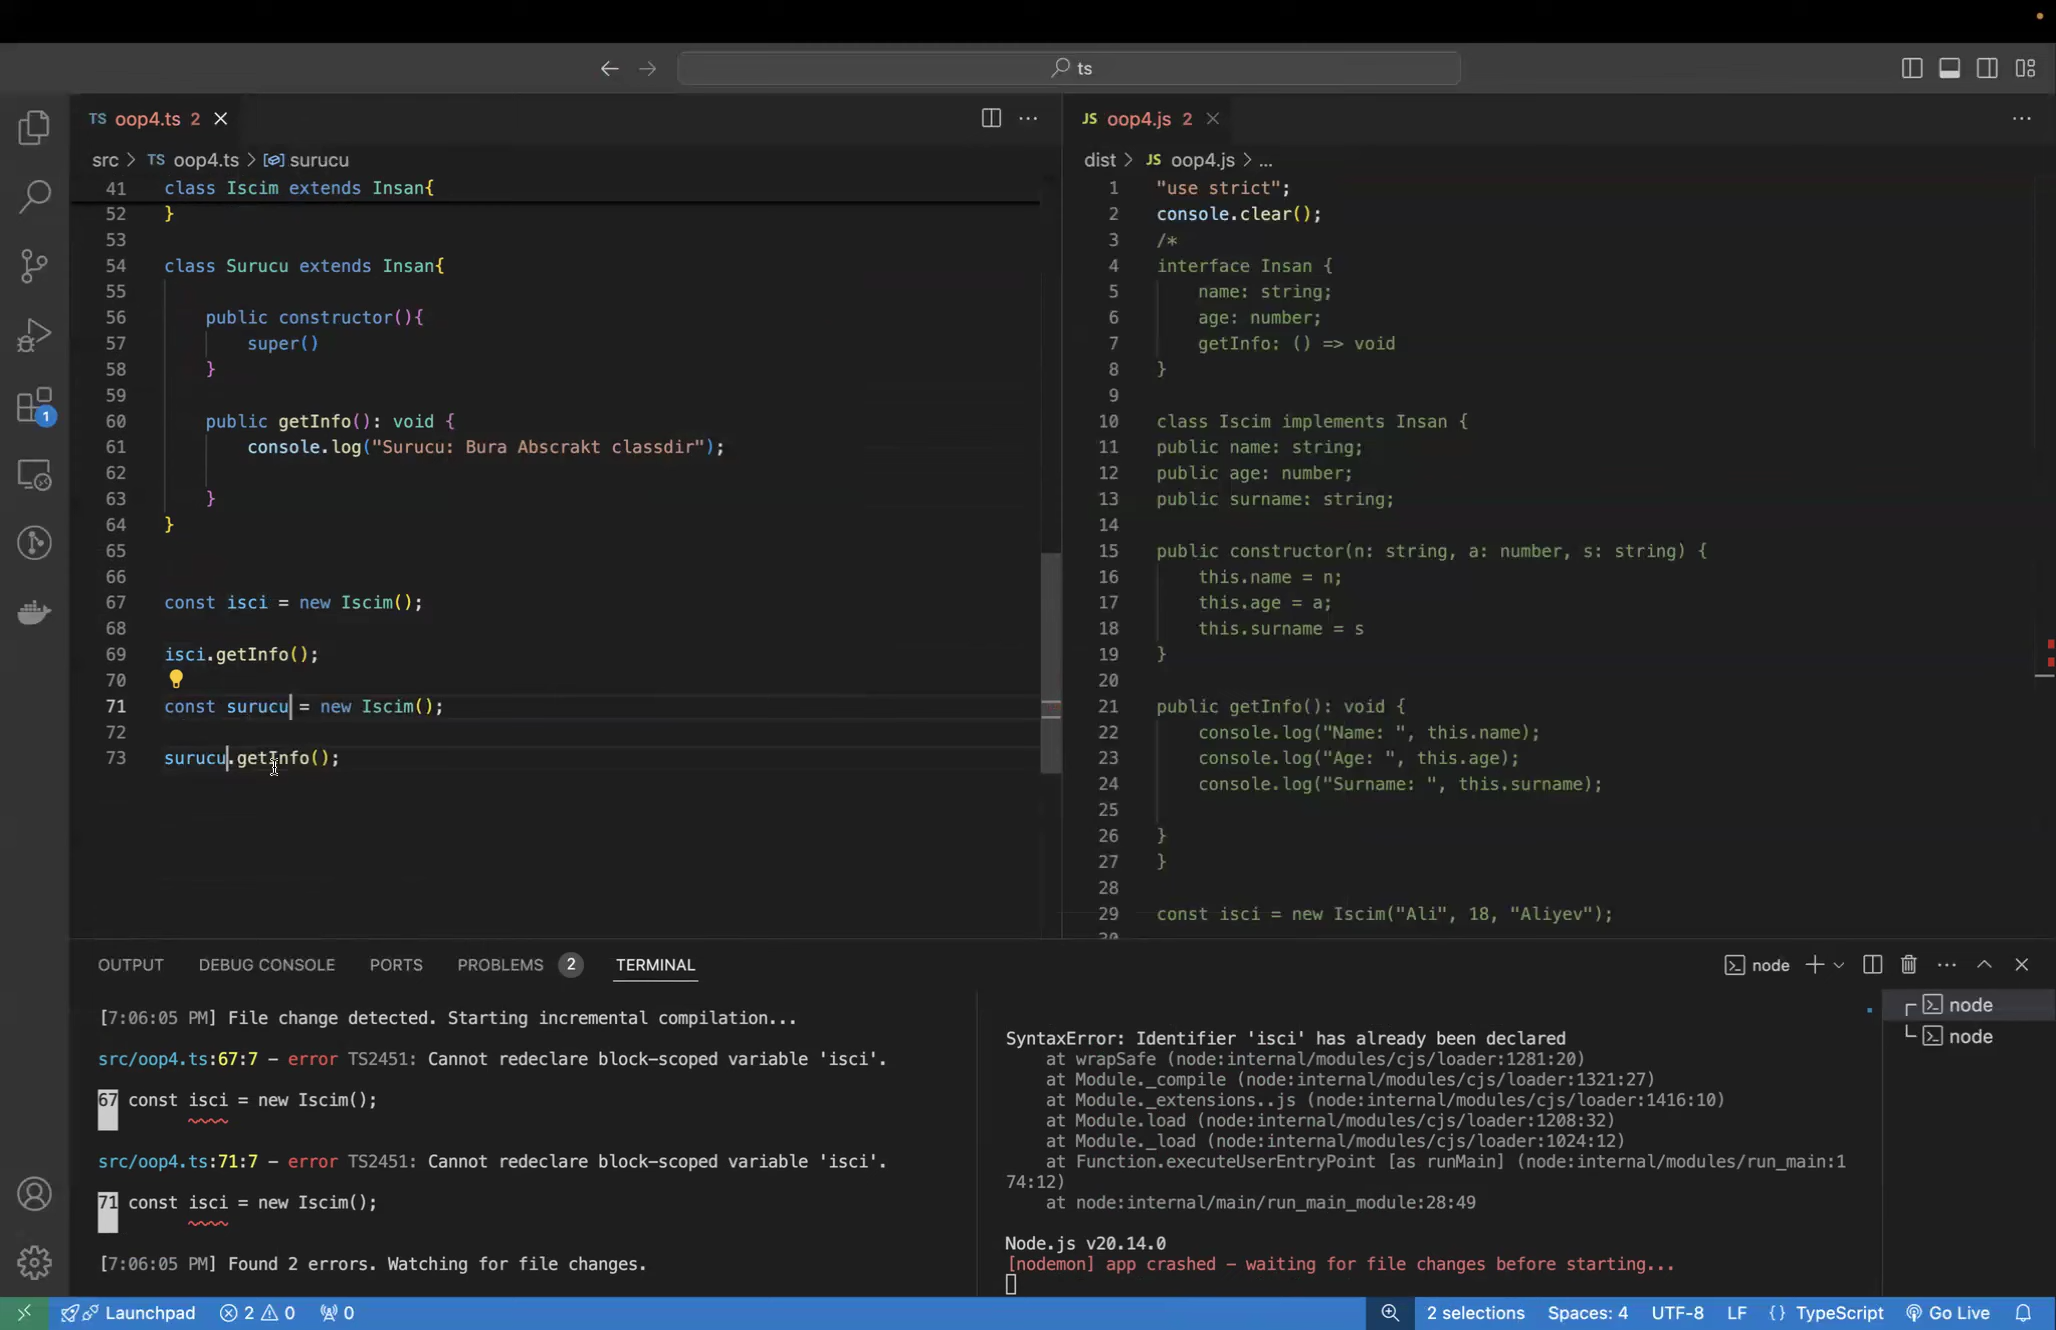 ts
TS oop4.ts 2
JS oop4.js 2
src > TS oop4.ts > surucu
dist > JS oop4.js > ...
41 class Iscim extends Insan{
52 }
53
54 class Surucu extends Insan{
55
56 public constructor(){
57 super()
58 }
59
60 public getInfo(): void {
61 console.log("Surucu: Bura Abscrakt classdir");
62
63 }
64 }
65
66
67 const isci = new Iscim();
68
69 isci.getInfo();
70
71 const surucu = new Iscim();
72
73 surucu.getInfo();
1 "use strict";
2 console.clear();
3 /*
4 interface Insan {
5 name: string;
6 age: number;
7 getInfo: () => void
8 }
9
10 class Iscim implements Insan {
11 public name: string;
12 public age: number;
13 public surname: string;
14
15 public constructor(n: string, a: number, s: string) {
16 this.name = n;
17 this.age = a;
18 this.surname = s
19 }
20
21 public getInfo(): void {
22 console.log("Name: ", this.name);
23 console.log("Age: ", this.age);
24 console.log("Surname: ", this.surname);
25
26 }
27 }
28
29 const isci = new Iscim("Ali", 18, "Aliyev");
30
1
OUTPUT DEBUG CONSOLE PORTS PROBLEMS 2 TERMINAL
node
[7:06:05 PM] File change detected. Starting incremental compilation...
src/oop4.ts:67:7 - error TS2451: Cannot redeclare block-scoped variable 'isci'.
67 const isci = new Iscim();
src/oop4.ts:71:7 - error TS2451: Cannot redeclare block-scoped variable 'isci'.
71 const isci = new Iscim();
[7:06:05 PM] Found 2 errors. Watching for file changes.
SyntaxError: Identifier 'isci' has already been declared
at wrapSafe (node:internal/modules/cjs/loader:1281:20)
at Module._compile (node:internal/modules/cjs/loader:1321:27)
at Module._extensions..js (node:internal/modules/cjs/loader:1416:10)
at Module.load (node:internal/modules/cjs/loader:1208:32)
at Module._load (node:internal/modules/cjs/loader:1024:12)
at Function.executeUserEntryPoint [as runMain] (node:internal/modules/run_main:1
74:12)
at node:internal/main/run_main_module:28:49
Node.js v20.14.0
[nodemon] app crashed - waiting for file changes before starting...
node
node
Launchpad 2 0 0
2 selections Spaces: 4 UTF-8 LF {} TypeScript Go Live